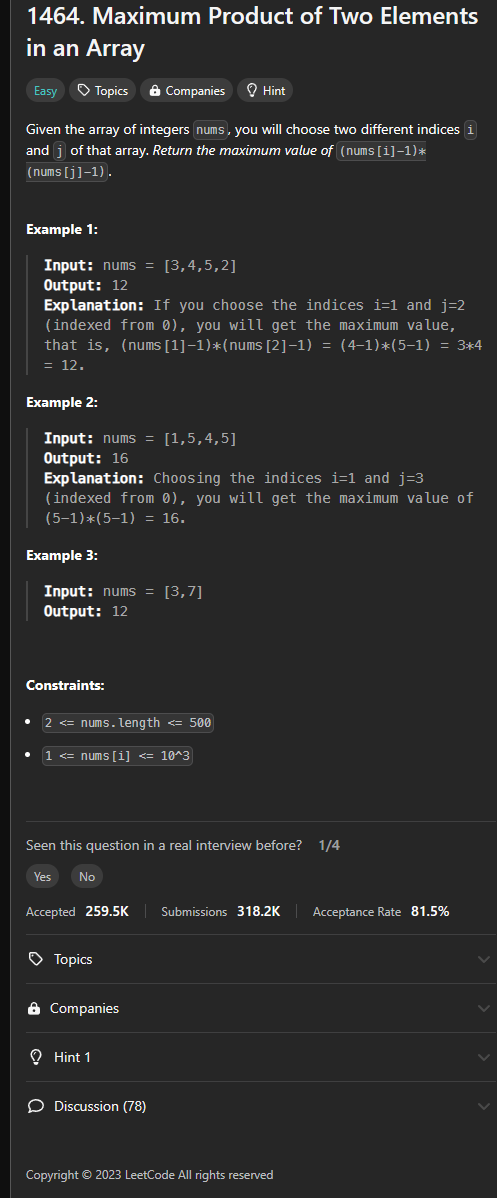 1464. Maximum Product of Two Elements
in an Array
Easy Topics Companies Hint
Given the array of integers nums, you will choose two different indices i
and j of that array. Return the maximum value of (nums[i]-1)*
(nums[j]-1).
Example 1:
Input: nums = [3,4,5,2]
Output: 12
Explanation: If you choose the indices i=1 and j=2
(indexed from 0), you will get the maximum value,
that is, (nums[1]-1)*(nums[2]-1) = (4-1)*(5-1) = 3*4
= 12.
Example 2:
Input: nums = [1,5,4,5]
Output: 16
Explanation: Choosing the indices i=1 and j=3
(indexed from 0), you will get the maximum value of
(5-1)*(5-1) = 16.
Example 3:
Input: nums = [3,7]
Output: 12
Constraints:
• 2 <= nums.length <= 500
• 1 <= nums[i] <= 10^3
Seen this question in a real interview before? 1/4
Yes No
Accepted 259.5K Submissions 318.2K Acceptance Rate 81.5%
Topics
Companies
Hint 1
Discussion (78)
Copyright © 2023 LeetCode All rights reserved